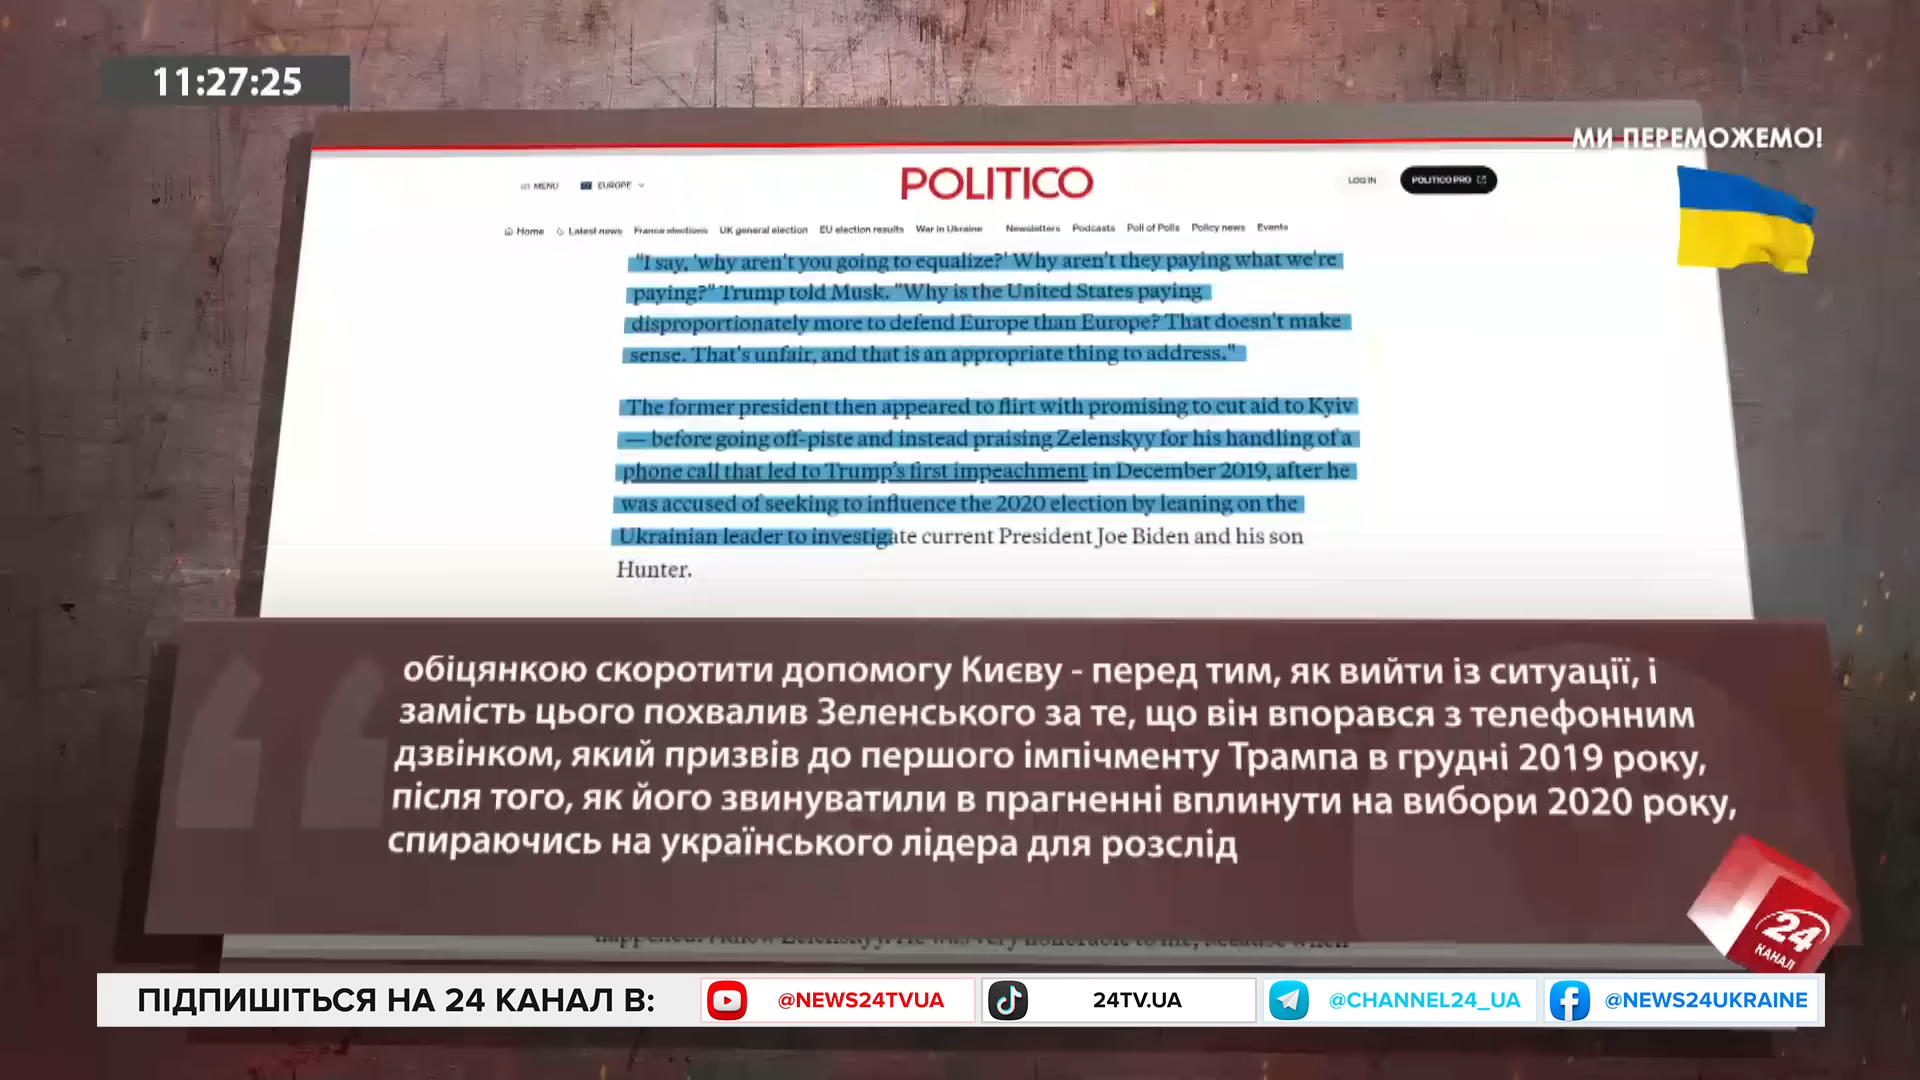 11:27:25
МИ ПЕРЕМОЖЕМО!
MENU
EUROPE
POLITICO
LOG IN
POLITICO PRO
Home Latest news France elections UK general election EU election results War in Ukraine Newsletters Podcasts Poll of Polls Policy news Events
"I say, 'why aren't you going to equalize?' Why aren't they paying what we're
paying?" Trump told Musk. "Why is the United States paying
disproportionately more to defend Europe than Europe? That doesn't make
sense. That's unfair, and that is an appropriate thing to address."
The former president then appeared to flirt with promising to cut aid to Kyiv
— before going off-piste and instead praising Zelenskyy for his handling of a
phone call that led to Trump's first impeachment in December 2019, after he
was accused of seeking to influence the 2020 election by leaning on the
Ukrainian leader to investigate current President Joe Biden and his son
Hunter.
обіцянкою скоротити допомогу Києву - перед тим, як вийти із ситуації, і
замість цього похвалив Зеленського за те, що він впорався з телефонним
дзвінком, який призвів до першого імпічменту Трампа в грудні 2019 року,
після того, як його звинуватили в прагненні вплинути на вибори 2020 року,
спираючись на українського лідера для розслід
24
КАНАЛ
ПІДПИШІТЬСЯ НА 24 КАНАЛ В: @NEWS24TVUA 24TV.UA @CHANNEL24_UA @NEWS24UKRAINE